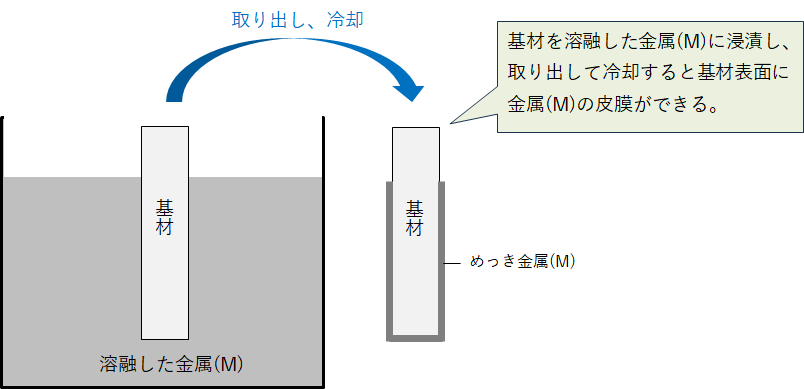 取り出し、冷却
基材を溶融した金属(M)に浸漬し、
取り出して冷却すると基材表面に
金属(M)の皮膜ができる。
基材
基材
めっき金属(M)
溶融した金属(M)